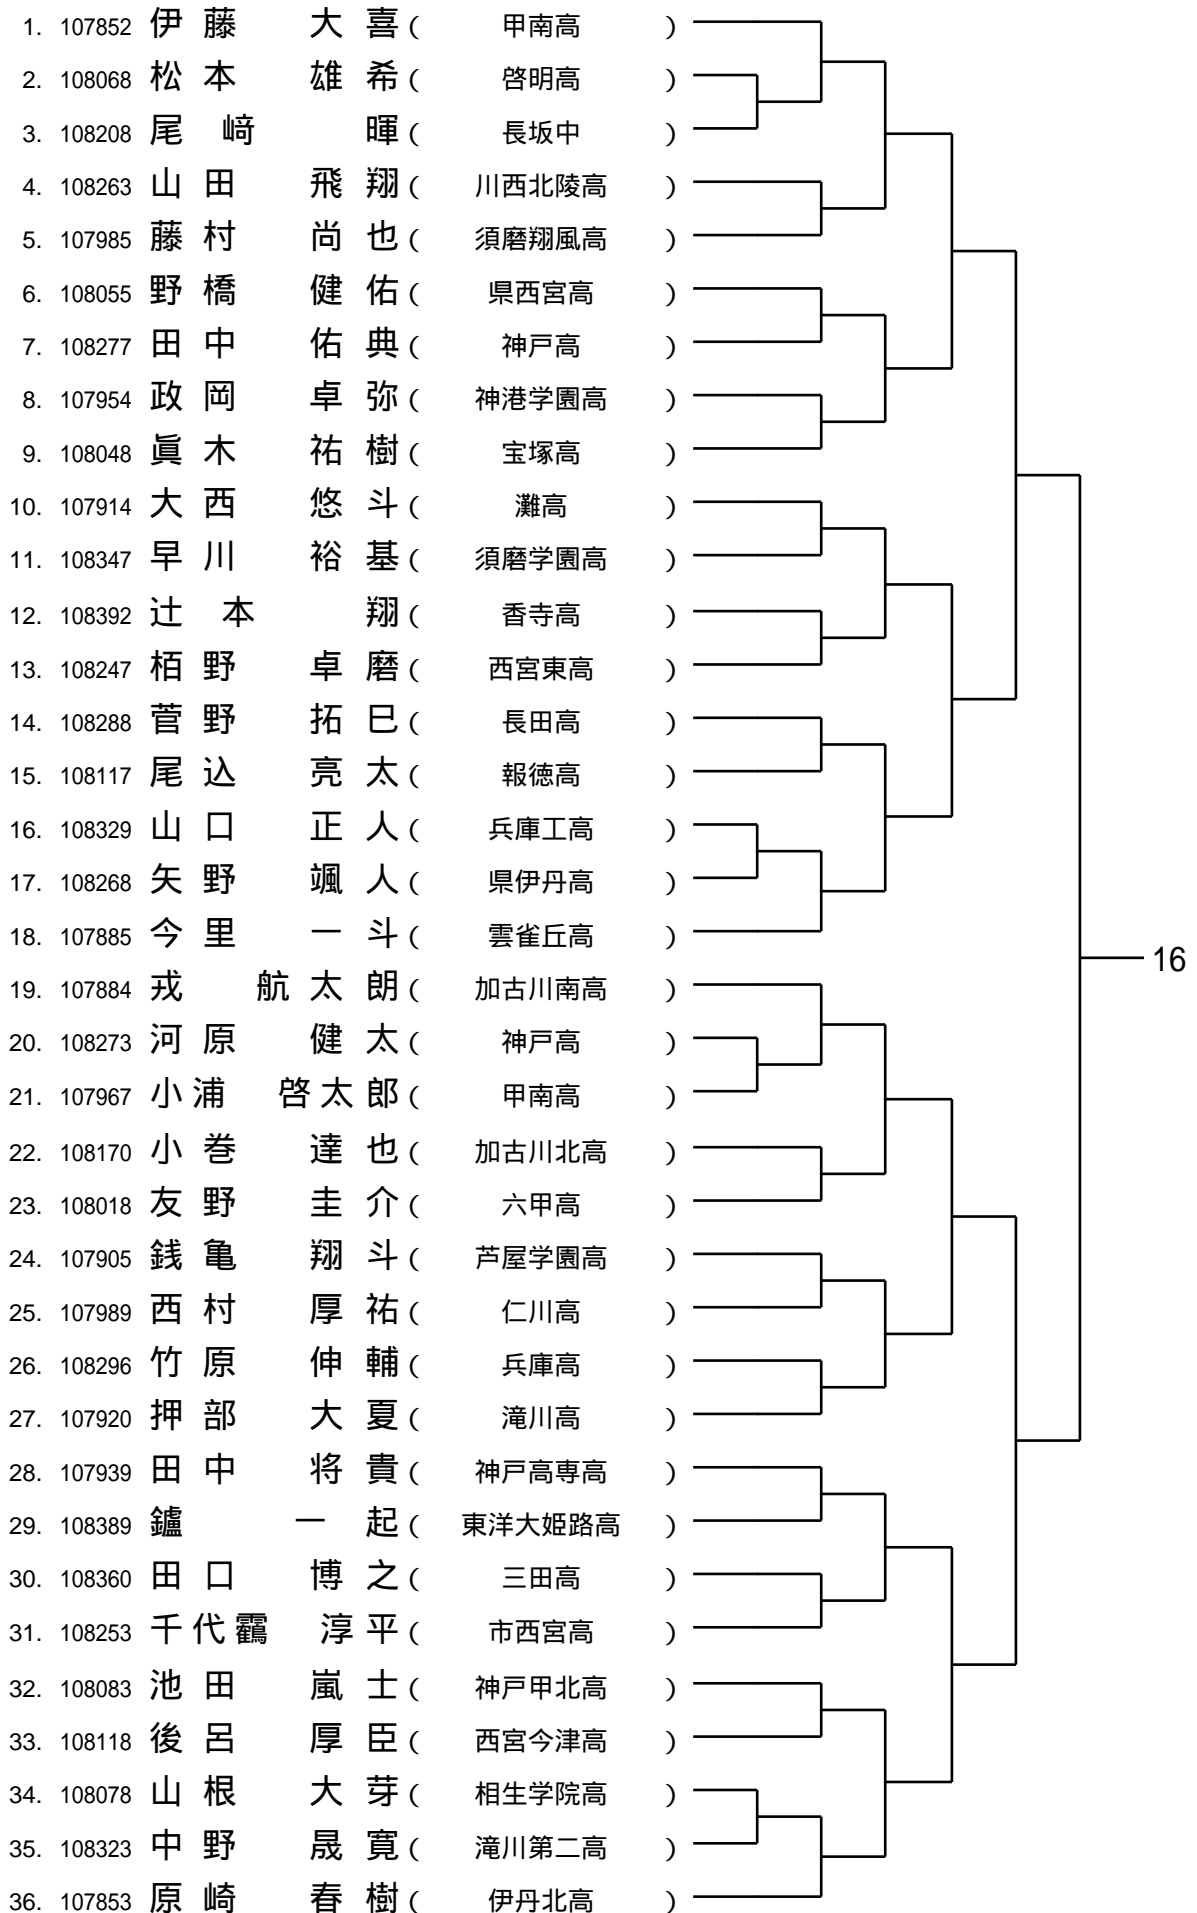 1. 107852 伊藤 大喜 ( 甲南高 )
2. 108068 松本 雄希 ( 啓明高 )
3. 108208 尾﨑 暉 ( 長坂中 )
4. 108263 山田 飛翔 ( 川西北陵高 )
5. 107985 藤村 尚也 ( 須磨翔風高 )
6. 108055 野橋 健佑 ( 県西宮高 )
7. 108277 田中 佑典 ( 神戸高 )
8. 107954 政岡 卓弥 ( 神港学園高 )
9. 108048 眞木 祐樹 ( 宝塚高 )
10. 107914 大西 悠斗 ( 灘高 )
11. 108347 早川 裕基 ( 須磨学園高 )
12. 108392 辻本 翔 ( 香寺高 )
13. 108247 栢野 卓磨 ( 西宮東高 )
14. 108288 菅野 拓巳 ( 長田高 )
15. 108117 尾込 亮太 ( 報徳高 )
16. 108329 山口 正人 ( 兵庫工高 )
17. 108268 矢野 颯人 ( 県伊丹高 )
18. 107885 今里 一斗 ( 雲雀丘高 )
16
19. 107884 戎 航太朗 ( 加古川南高 )
20. 108273 河原 健太 ( 神戸高 )
21. 107967 小浦 啓太郎 ( 甲南高 )
22. 108170 小巻 達也 ( 加古川北高 )
23. 108018 友野 圭介 ( 六甲高 )
24. 107905 銭亀 翔斗 ( 芦屋学園高 )
25. 107989 西村 厚祐 ( 仁川高 )
26. 108296 竹原 伸輔 ( 兵庫高 )
27. 107920 押部 大夏 ( 滝川高 )
28. 107939 田中 将貴 ( 神戸高専高 )
29. 108389 鑪 一起 ( 東洋大姫路高 )
30. 108360 田口 博之 ( 三田高 )
31. 108253 千代靍 淳平 ( 市西宮高 )
32. 108083 池田 嵐士 ( 神戸甲北高 )
33. 108118 後呂 厚臣 ( 西宮今津高 )
34. 108078 山根 大芽 ( 相生学院高 )
35. 108323 中野 晟寛 ( 滝川第二高 )
36. 107853 原崎 春樹 ( 伊丹北高 )